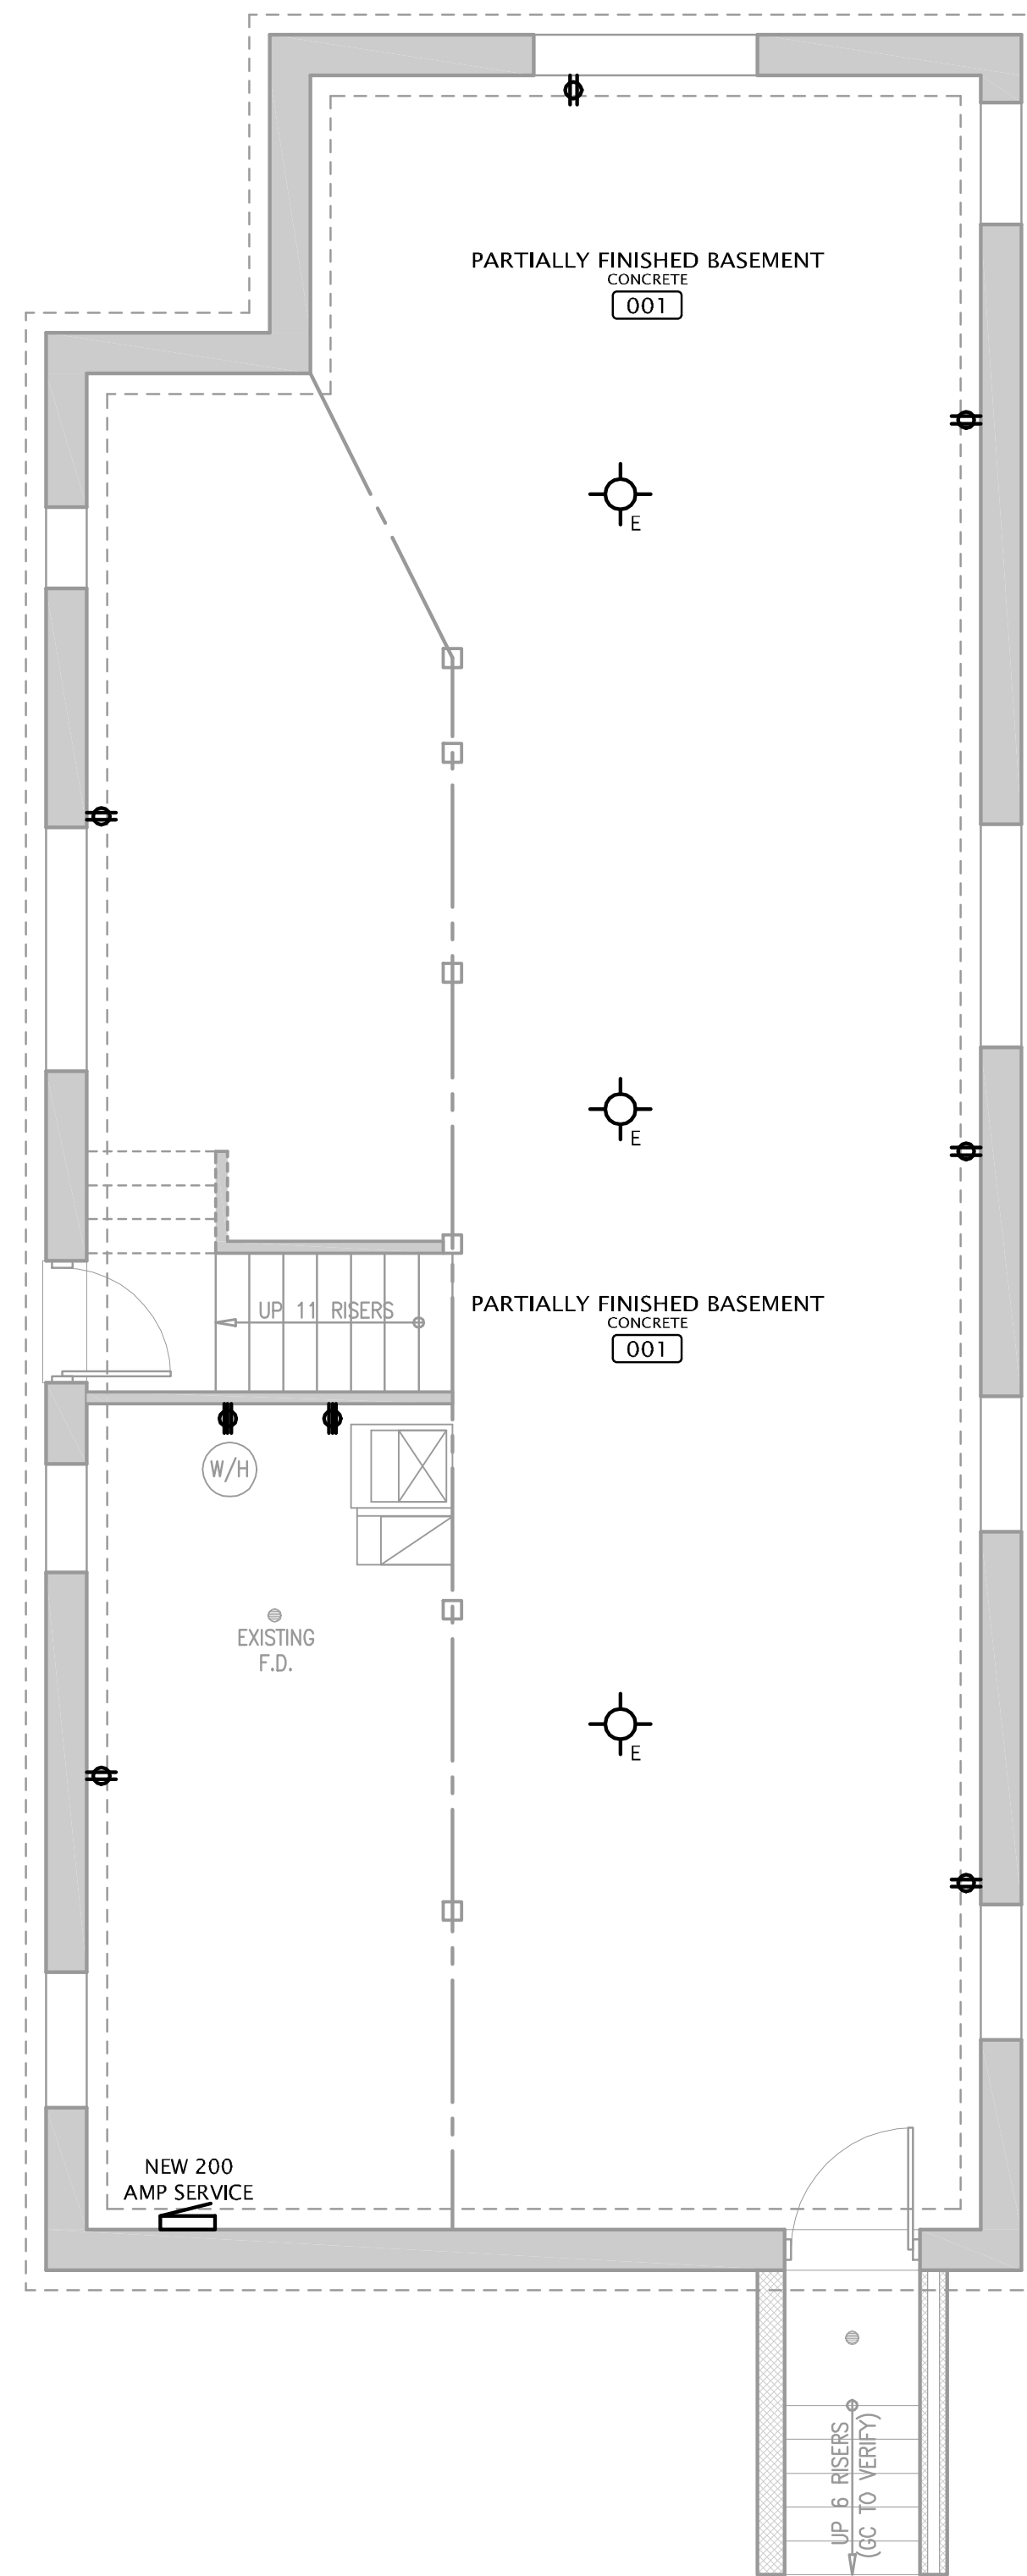 PARTIALLY FINISHED BASEMENT
CONCRETE
001
E
E
PARTIALLY FINISHED BASEMENT
CONCRETE
001
UP 11 RISERS
W/H
EXISTING
F.D.
E
NEW 200
AMP SERVICE
UP 6 RISERS
(GC TO VERIFY)